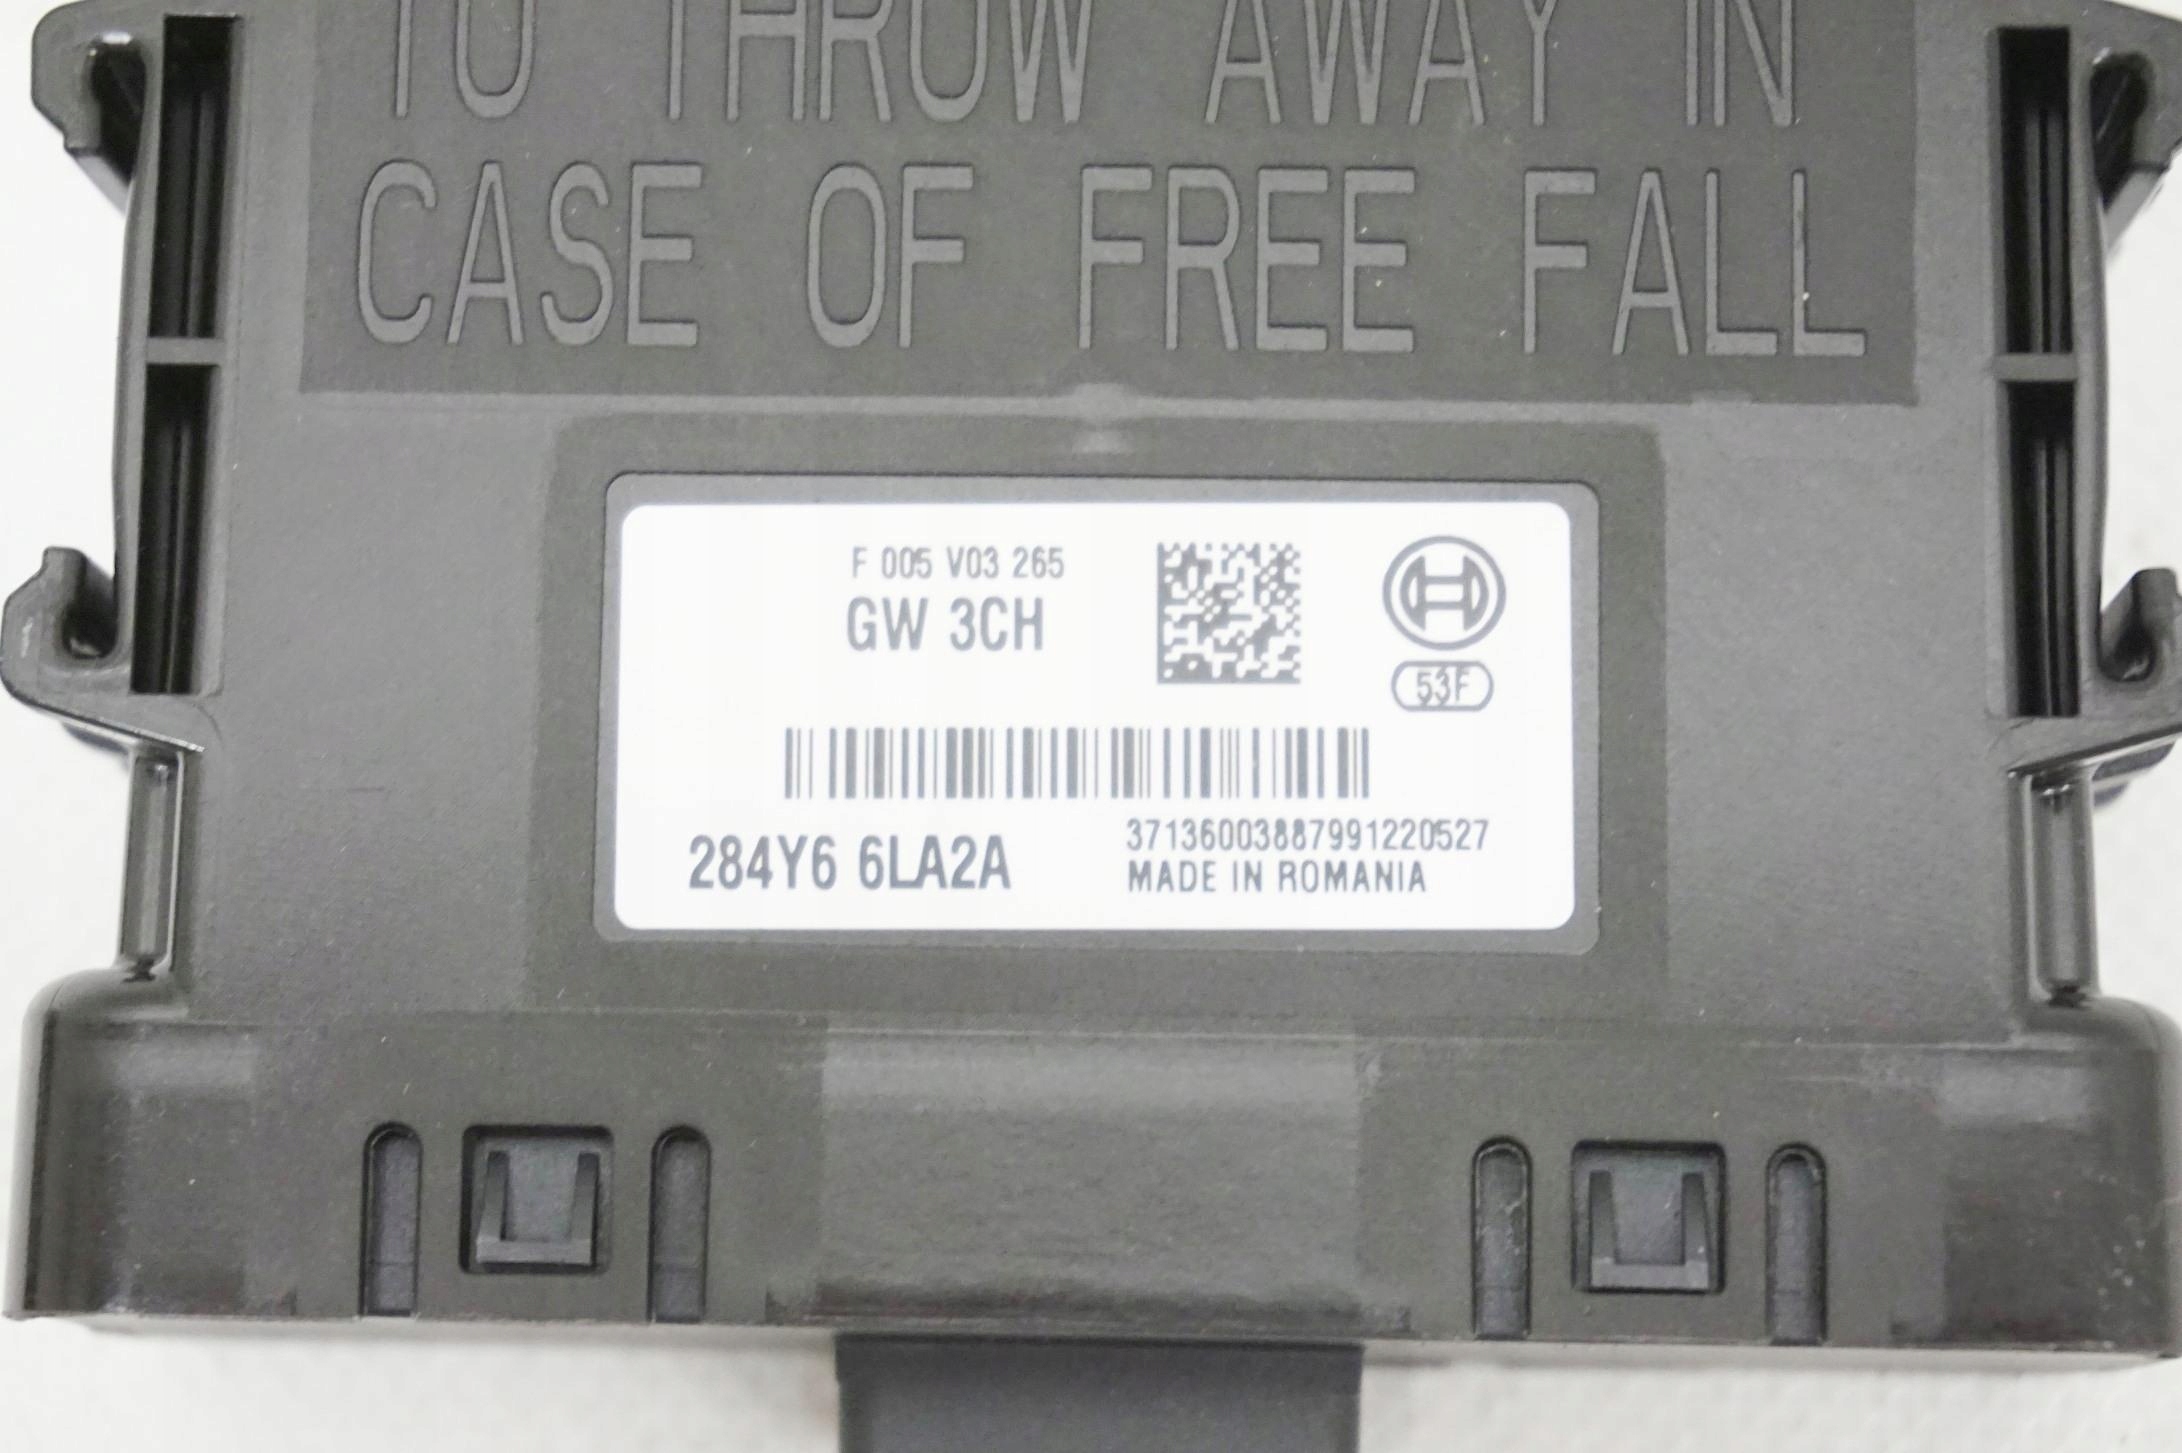 TO THROW AWAY IN
CASE OF FREE FALL
F 005 V03 265
GW 3CH
53F
284Y6 6LA2A
37136003887991220527
MADE IN ROMANIA